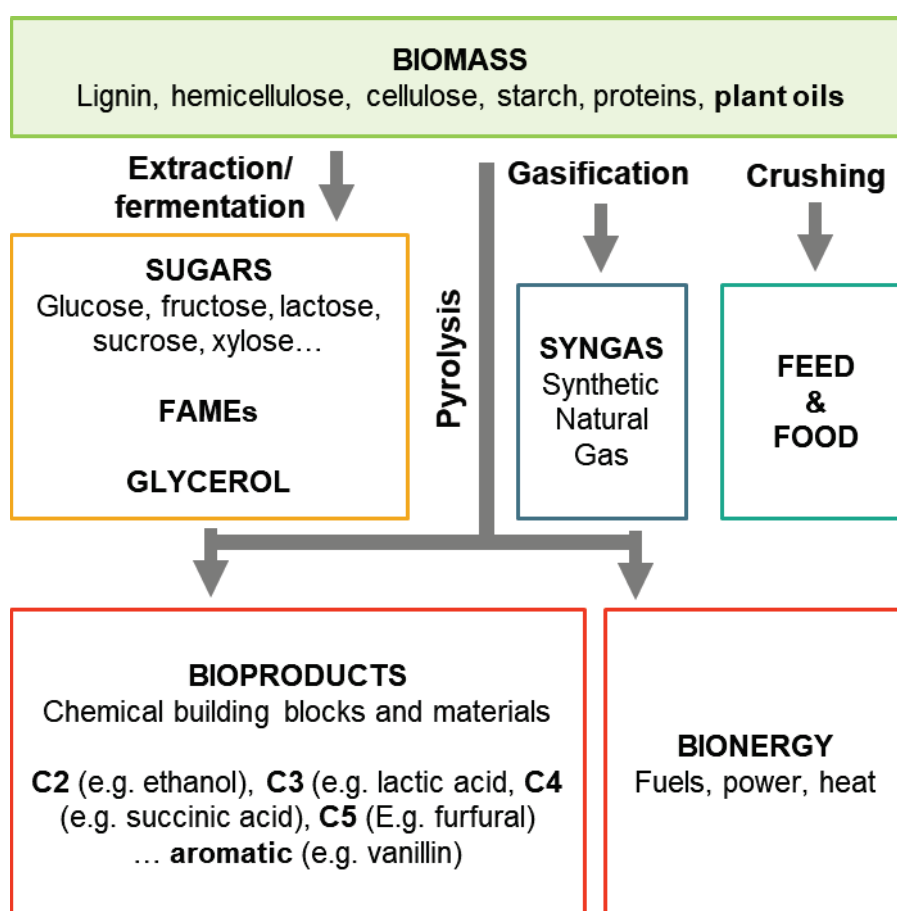 BIOMASS
Lignin, hemicellulose, cellulose, starch, proteins, plant oils
Extraction/
fermentation
Gasification
Crushing
Pyrolysis
SUGARS
Glucose, fructose, lactose,
sucrose, xylose…
FAMEs
GLYCEROL
SYNGAS
Synthetic
Natural
Gas
FEED
&
FOOD
BIOPRODUCTS
Chemical building blocks and materials
C2 (e.g. ethanol), C3 (e.g. lactic acid, C4
(e.g. succinic acid), C5 (E.g. furfural)
… aromatic (e.g. vanillin)
BIONERGY
Fuels, power, heat